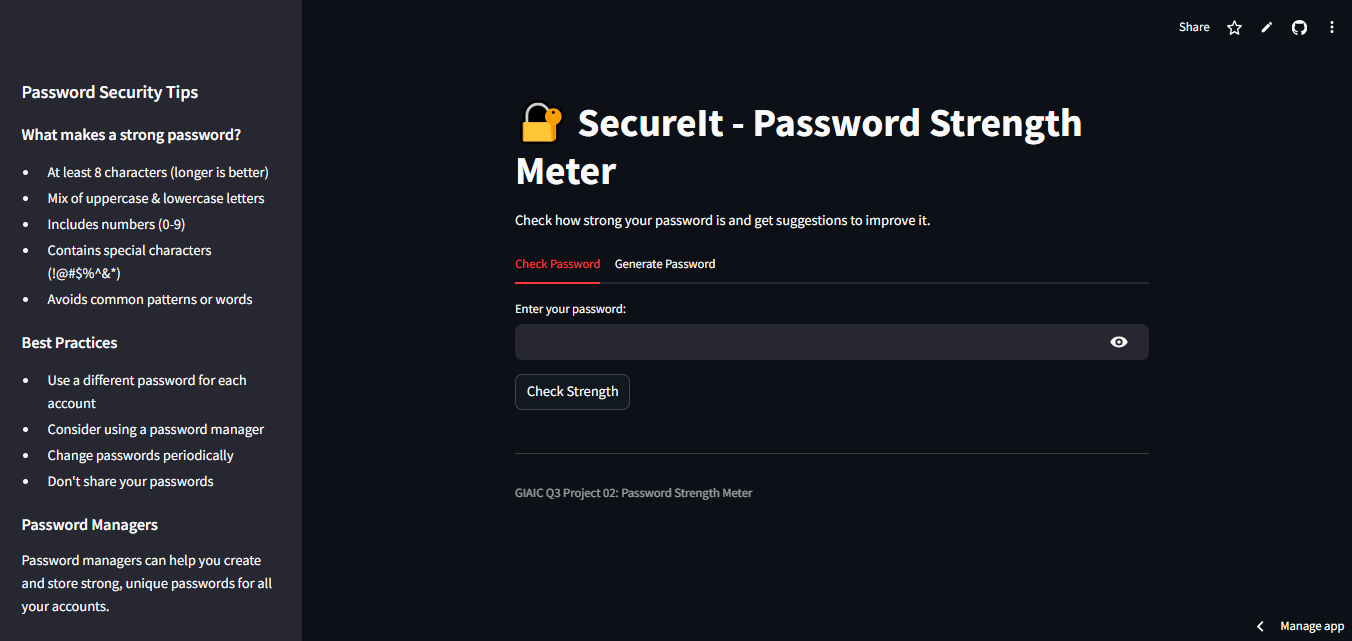 Share
Password Security Tips
What makes a strong password?
At least 8 characters (longer is better)
Mix of uppercase & lowercase letters
Includes numbers (0-9)
Contains special characters
(!@#$%^&*)
Avoids common patterns or words
Best Practices
Use a different password for each
account
Consider using a password manager
Change passwords periodically
Don't share your passwords
Password Managers
Password managers can help you create
and store strong, unique passwords for all
your accounts.
SecureIt - Password Strength
Meter
Check how strong your password is and get suggestions to improve it.
Check Password
Generate Password
Enter your password:
Check Strength
GIAIC Q3 Project 02: Password Strength Meter
Manage app